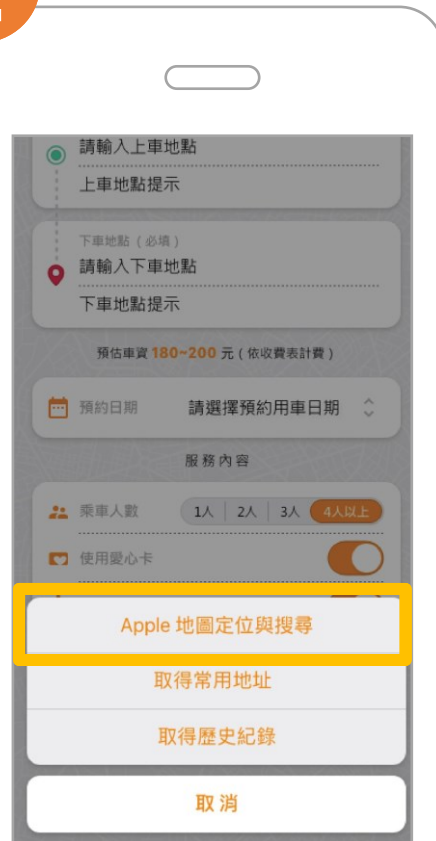 請輸入上車地點
上車地點提示
下車地點（必填）
請輸入下車地點
下車地點提示
預估車資 180~200 元 ( 依收費表計費 )
預約日期 請選擇預約用車日期
服務內容
乘車人數 1人 2人 3人 4人以上
使用愛心卡
Apple 地圖定位與搜尋
取得常用地址
取得歷史紀錄
取消